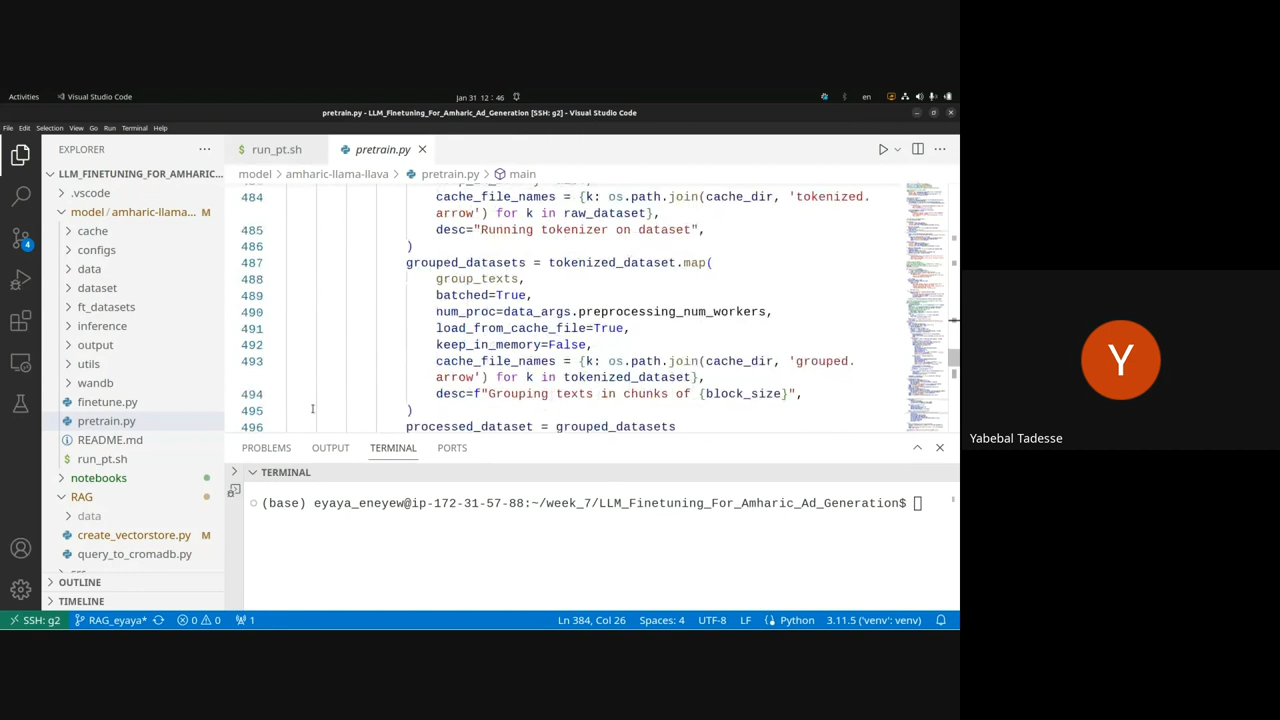 Activities
Visual Studio Code
Jan 31 12:46
en
pretrain.py - LLM_Finetuning_For_Amharic_Ad_Generation [SSH: g2] - Visual Studio Code
File Edit Selection View Go Run Terminal Help
EXPLORER
run_pt.sh
pretrain.py
LLM_FINETUNING_FOR_AMHARIC...
model > amharic-llama-llava > pretrain.py > main
.vscode
model / amharic-llama... M
cache
configs
data
dataset
ft_datasets
inference
output
utils
wandb
finetune.py
pretrain.py
README.md
run_pt.sh
notebooks
RAG
data
create_vectorstore.py M
query_to_cromadb.py
OUTLINE
TIMELINE
484 cache_file_names = {k: os.path.join(cache_dir, 'tokenized.
arrow') for k in raw_dataset
485 desc="Running tokenizer on dataset",
)
487 grouped_datasets = tokenized_dataset.map(
488 group_texts,
489 batched=True,
490 num_proc=data_args.preprocessing_num_workers,
load_from_cache_file=True,
492 keep_in_memory=False,
cache_file_names = {k: os.path.join(cache_dir, 'grouped.
arrow') for k in tokenized_dataset},
494 in chunks of {block_size}",
495 )
496 processed_dataset = grouped_datasets
PROBLEMS OUTPUT TERMINAL PORTS
TERMINAL
(base) eyaya_eneyew@ip-172-31-57-88:~/week_7/LLM_Finetuning_For_Amharic_Ad_Generation$
SSH: g2
RAG_eyaya*
0
0
1
Ln 384, Col 26
Spaces: 4
UTF-8
LF
Python
3.11.5 ('venv': venv)
Y
Yabebal Tadesse